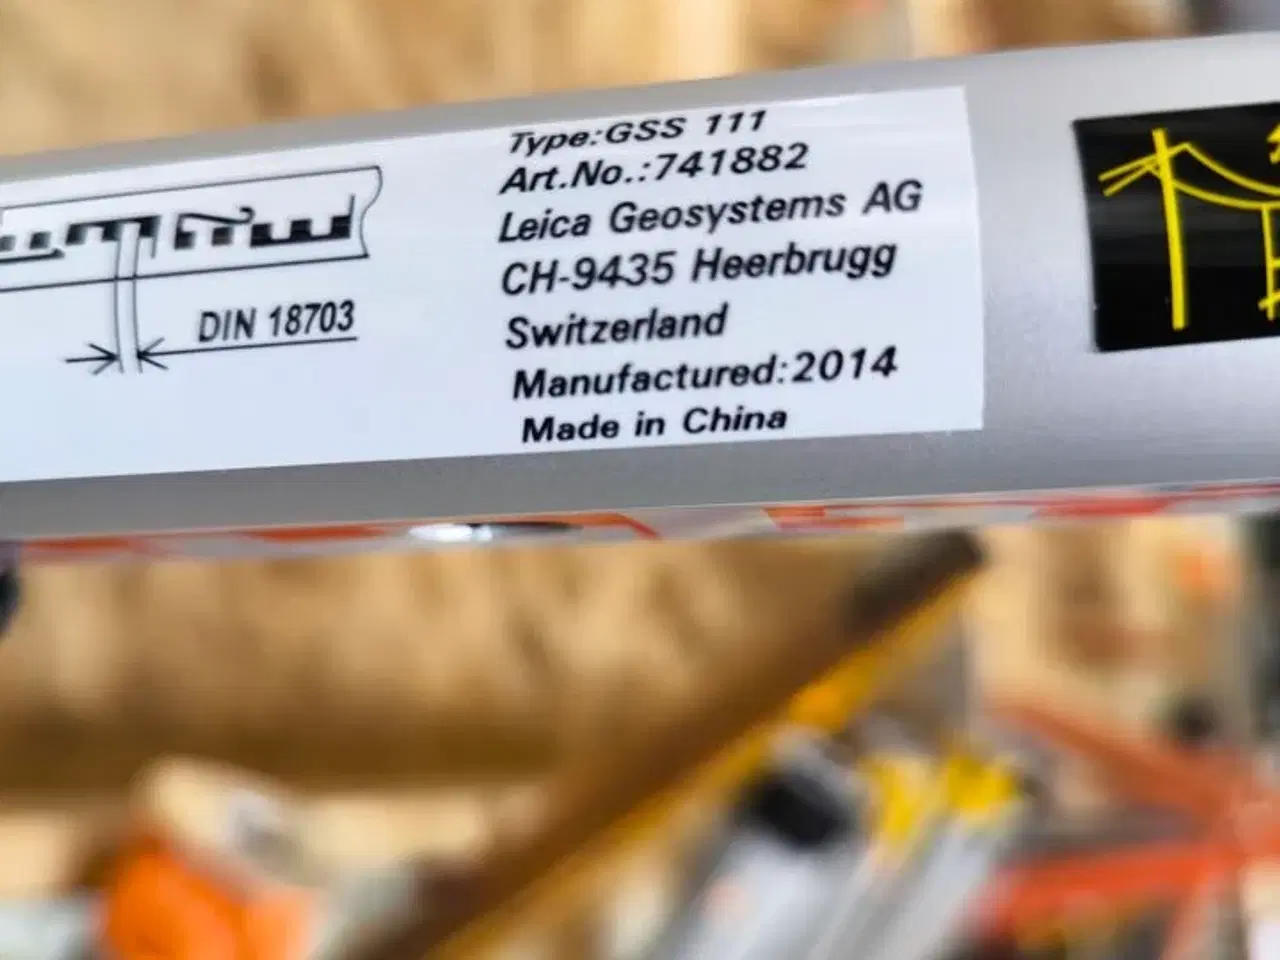 DIN 18703
Type:GSS 111
Art.No.:741882
Leica Geosystems AG
CH-9435 Heerbrugg
Switzerland
Manufactured:2014
Made in China